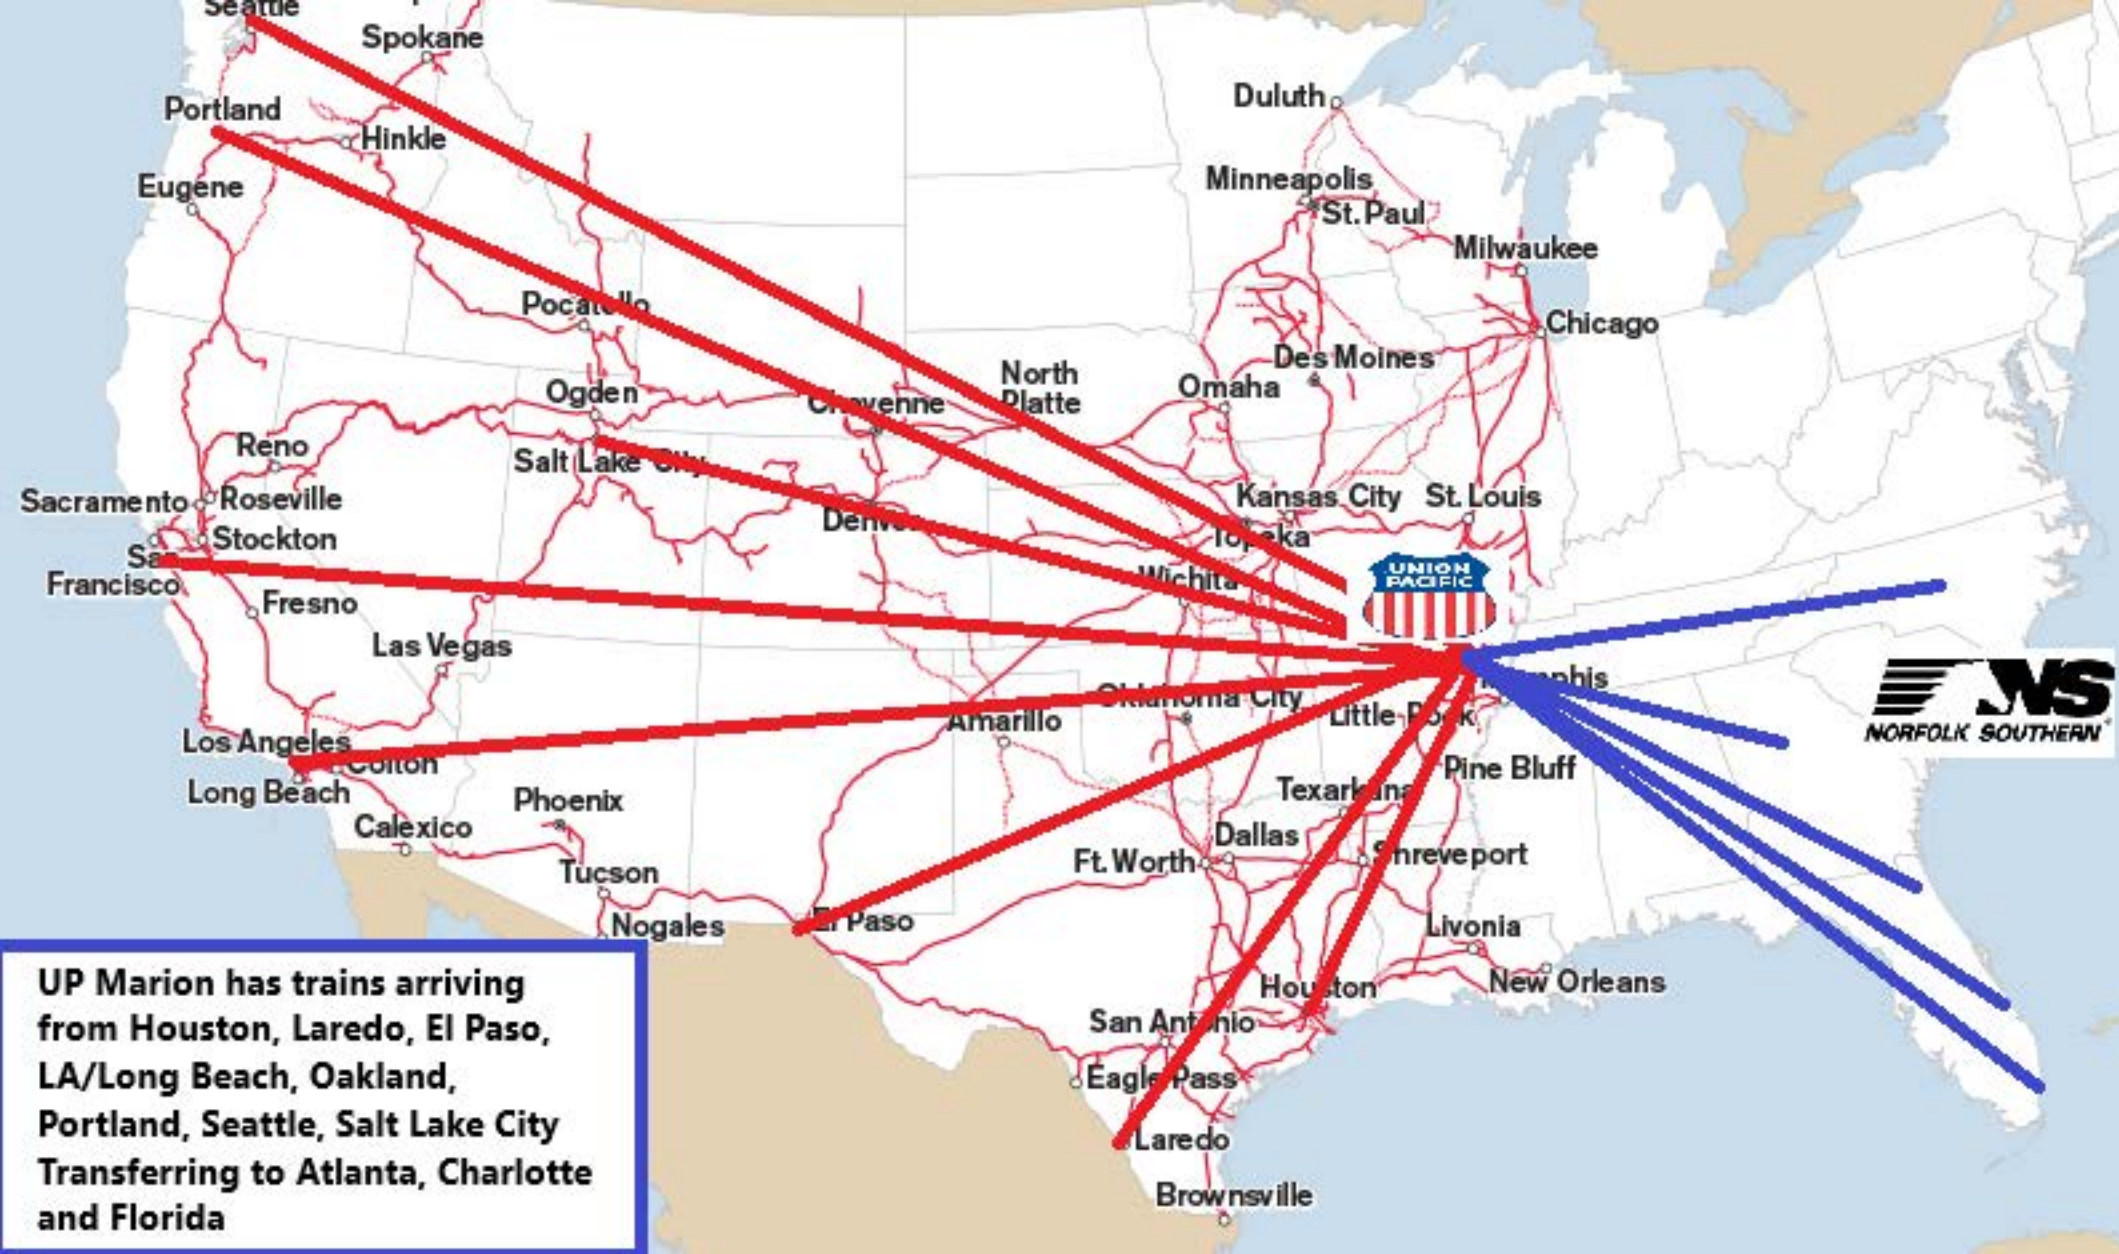 Seattle
Spokane
Portland
Hinkle
Eugene
Duluth
Minneapolis
St. Paul
Milwaukee
Chicago
Pocatello
Des Moines
North
Platte
Omaha
Ogden
Cheyenne
Reno
Salt Lake City
Sacramento
Roseville
Kansas City
St. Louis
Denver
Stockton
Topeka
San
Francisco
Wichita
UNION
PACIFIC
Fresno
Las Vegas
Memphis
NS
NORFOLK SOUTHERN
Oklahoma City
Little Rock
Amarillo
Los Angeles
Colton
Long Beach
Pine Bluff
Phoenix
Texarkana
Calexico
Dallas
Ft. Worth
Shreveport
Tucson
El Paso
Nogales
Livonia
New Orleans
Houston
San Antonio
Eagle Pass
Laredo
Brownsville
UP Marion has trains arriving
from Houston, Laredo, El Paso,
LA/Long Beach, Oakland,
Portland, Seattle, Salt Lake City
Transferring to Atlanta, Charlotte
and Florida